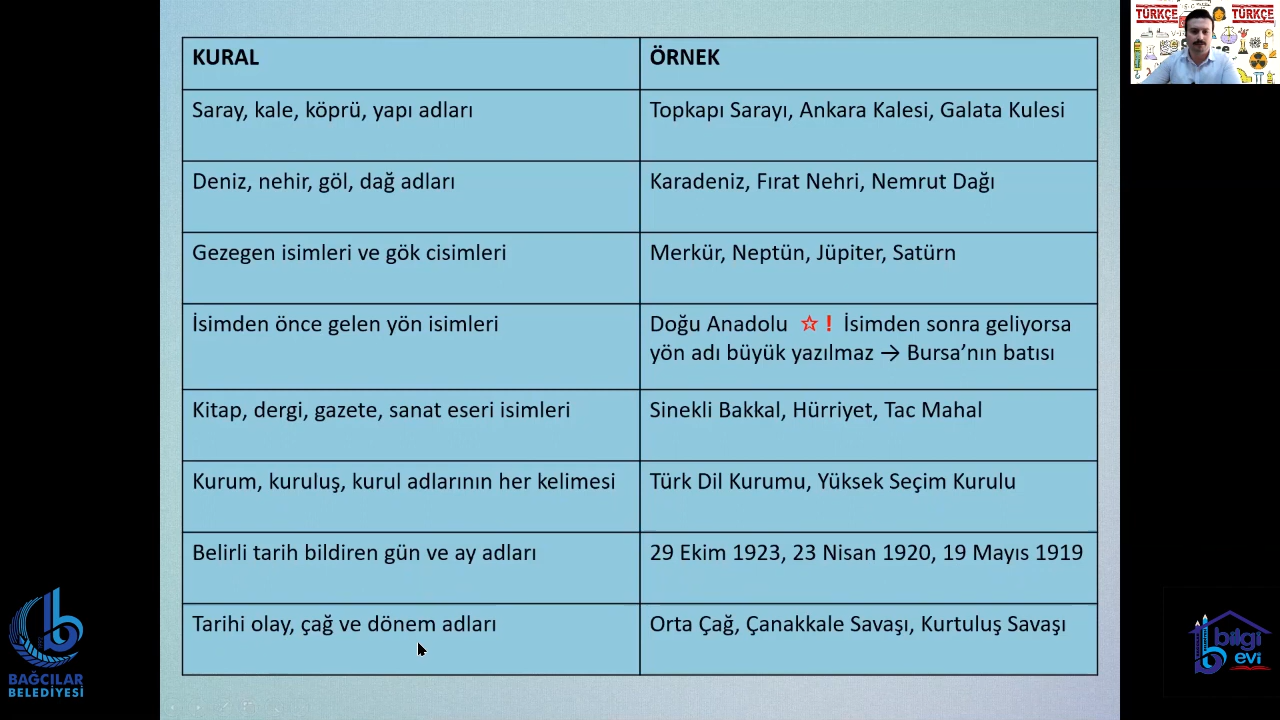 TÜRKÇE TÜRKÇE
KURAL ÖRNEK
Saray, kale, köprü, yapı adları Topkapı Sarayı, Ankara Kalesi, Galata Kulesi
Deniz, nehir, göl, dağ adları Karadeniz, Fırat Nehri, Nemrut Dağı
Gezegen isimleri ve gök cisimleri Merkür, Neptün, Jüpiter, Satürn
İsimden önce gelen yön isimleri Doğu Anadolu ☆ ! İsimden sonra geliyorsa
yön adı büyük yazılmaz → Bursa’nın batısı
Kitap, dergi, gazete, sanat eseri isimleri Sinekli Bakkal, Hürriyet, Tac Mahal
Kurum, kuruluş, kurul adlarının her kelimesi Türk Dil Kurumu, Yüksek Seçim Kurulu
Belirli tarih bildiren gün ve ay adları 29 Ekim 1923, 23 Nisan 1920, 19 Mayıs 1919
Tarihi olay, çağ ve dönem adları Orta Çağ, Çanakkale Savaşı, Kurtuluş Savaşı
BAĞCILAR
BELEDİYESİ
bilgi
evi